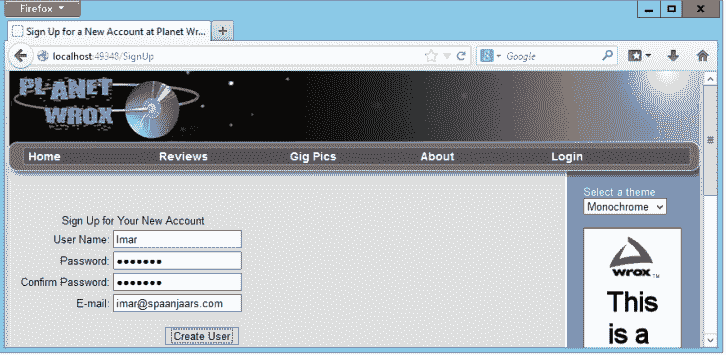 Firefox
Sign Up for a New Account at Planet Wr...
localhost:49348/SignUp
Google
PLANET
WROX
Home Reviews Gig Pics About Login
Select a theme
Monochrome
Sign Up for Your New Account
User Name: Imar
Password: ●●●●●●●
Confirm Password: ●●●●●●●
E-mail: imar@spaanjaars.com
Create User
wrox™
This
is a